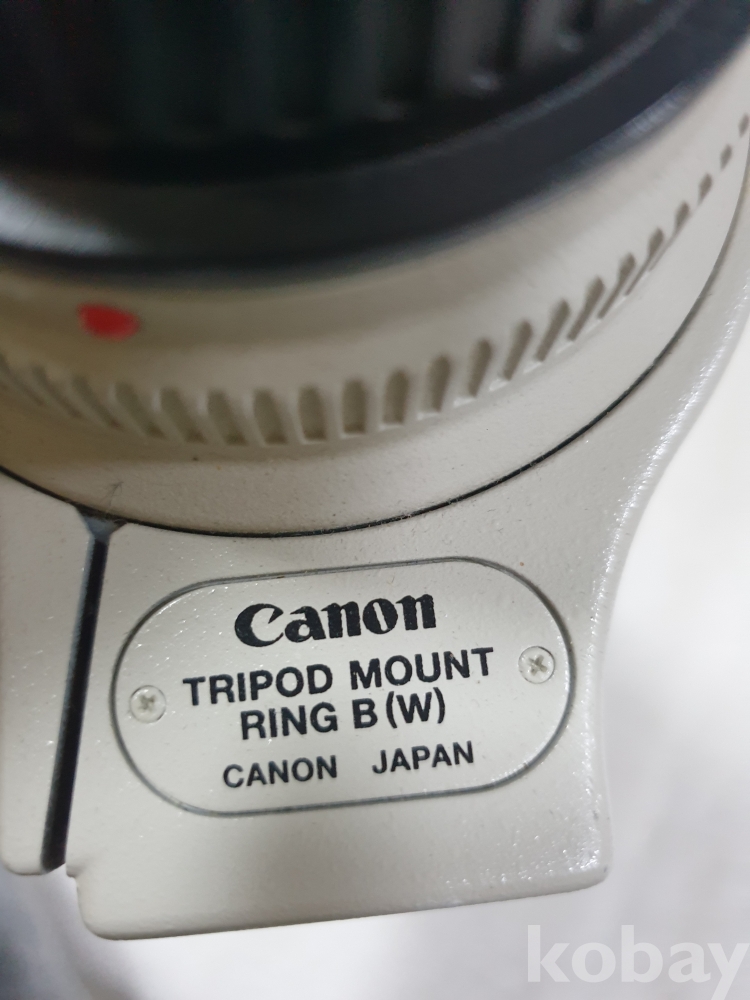 Canon
TRIPOD MOUNT
RING B (W)
CANON JAPAN
kobay